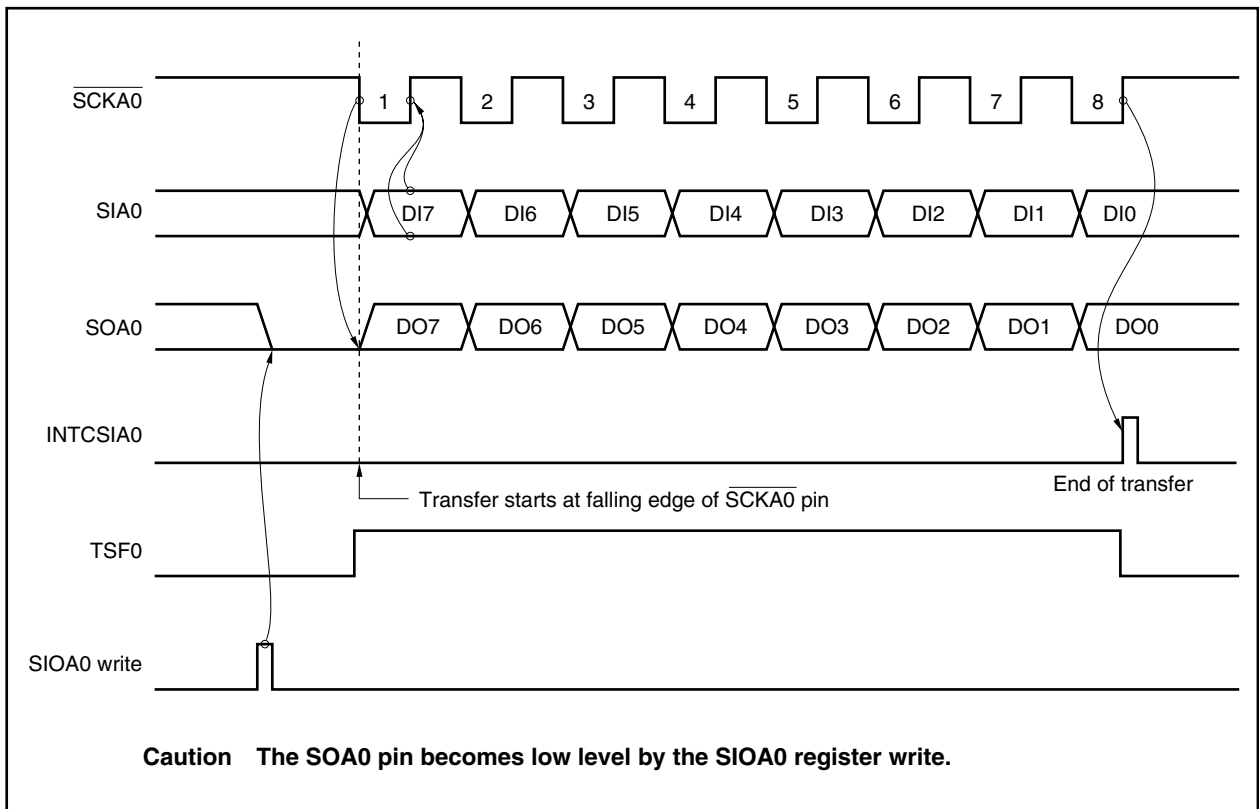 SCKA0
1 2 3 4 5 6 7 8
SIA0
DI7 DI6 DI5 DI4 DI3 DI2 DI1 DI0
SOA0
DO7 DO6 DO5 DO4 DO3 DO2 DO1 DO0
INTCSIA0
End of transfer
Transfer starts at falling edge of SCKA0 pin
TSF0
SIOA0 write
Caution The SOA0 pin becomes low level by the SIOA0 register write.